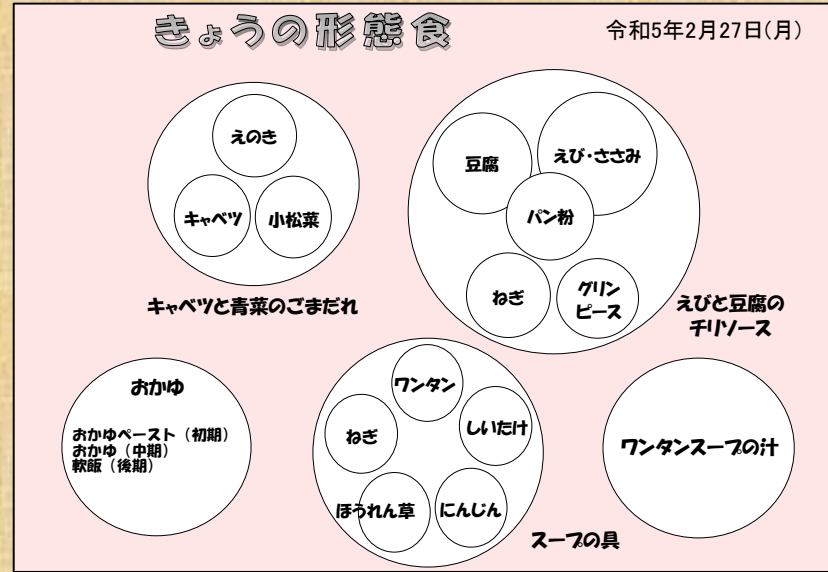 きょうの形態食
令和5年2月27日(月)
えのき
キャベツ
小松菜
キャベツと青菜のごまだれ
豆腐
えび・ささみ
パン粉
ねぎ
グリン
ピース
えびと豆腐の
チリソース
おかゆ
おかゆペースト（初期）
おかゆ（中期）
軟飯（後期）
ワンタン
ねぎ
しいたけ
ほうれん草
にんじん
スープの具
ワンタンスープの汁